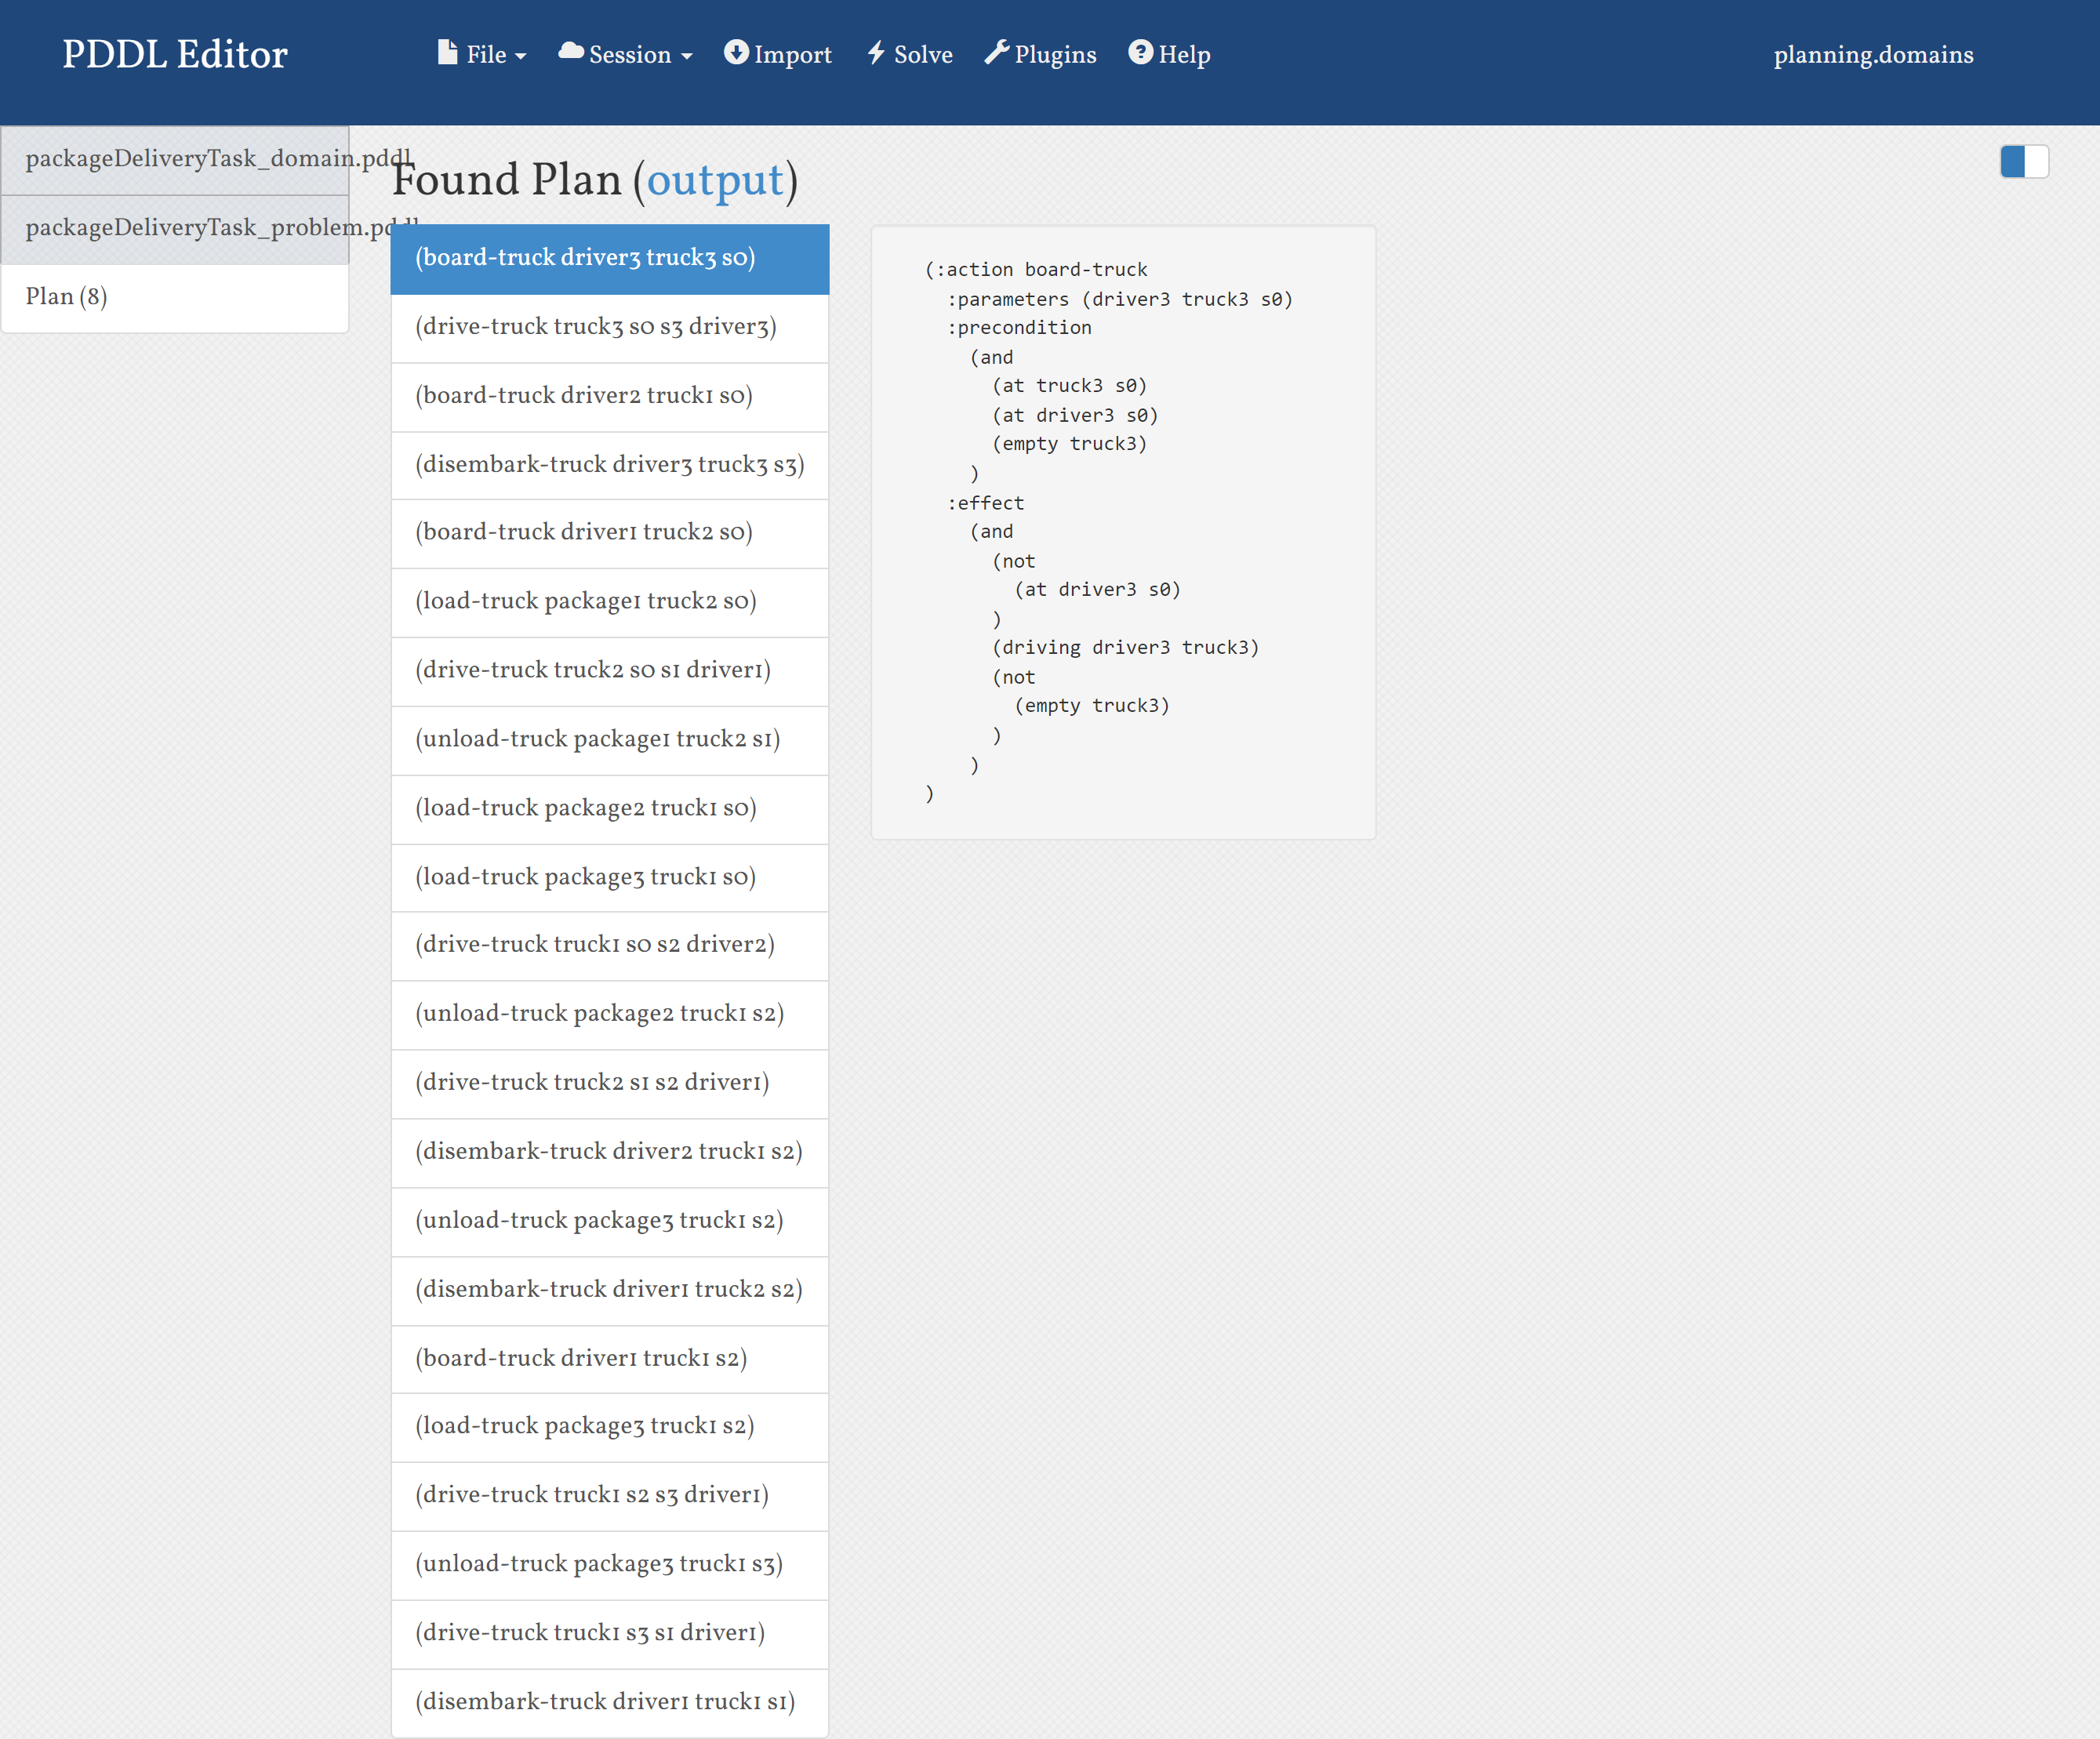 PDDL Editor File Session Import Solve Plugins Help planning.domains
packageDeliveryTask_domain.pddl
packageDeliveryTask_problem.pddl
Plan (8)
Found Plan (output)
(board-truck driver3 truck3 s0)
(drive-truck truck3 s0 s3 driver3)
(board-truck driver2 truck1 s0)
(disembark-truck driver3 truck3 s3)
(board-truck driver1 truck2 s0)
(load-truck package1 truck2 s0)
(drive-truck truck2 s0 s1 driver1)
(unload-truck package1 truck2 s1)
(load-truck package2 truck1 s0)
(load-truck package3 truck1 s0)
(drive-truck truck1 s0 s2 driver2)
(unload-truck package2 truck1 s2)
(drive-truck truck2 s1 s2 driver1)
(disembark-truck driver2 truck1 s2)
(unload-truck package3 truck1 s2)
(disembark-truck driver1 truck2 s2)
(board-truck driver1 truck1 s2)
(load-truck package3 truck1 s2)
(drive-truck truck1 s2 s3 driver1)
(unload-truck package3 truck1 s3)
(drive-truck truck1 s3 s1 driver1)
(disembark-truck driver1 truck1 s1)
(:action board-truck
:parameters (driver3 truck3 s0)
:precondition
(and
(at truck3 s0)
(at driver3 s0)
(empty truck3)
)
:effect
(and
(not
(at driver3 s0)
)
(driving driver3 truck3)
(not
(empty truck3)
)
)
)